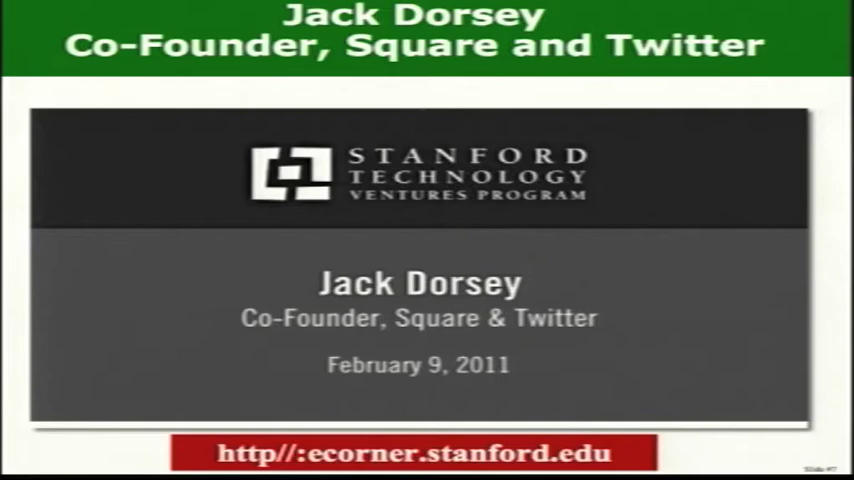 Jack Dorsey
Co-Founder, Square and Twitter
STANFORD
TECHNOLOGY
VENTURES PROGRAM
Jack Dorsey
Co-Founder, Square & Twitter
February 9, 2011
http//:ecorner.stanford.edu